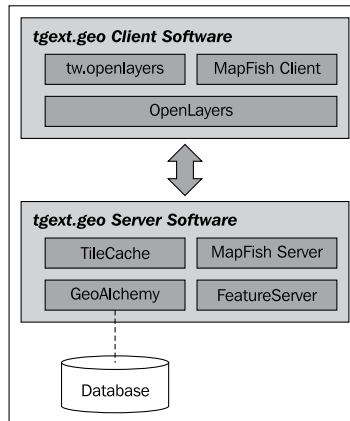 tgext.geo Client Software
tw.openlayers
MapFish Client
OpenLayers
tgext.geo Server Software
TileCache
MapFish Server
GeoAlchemy
FeatureServer
Database